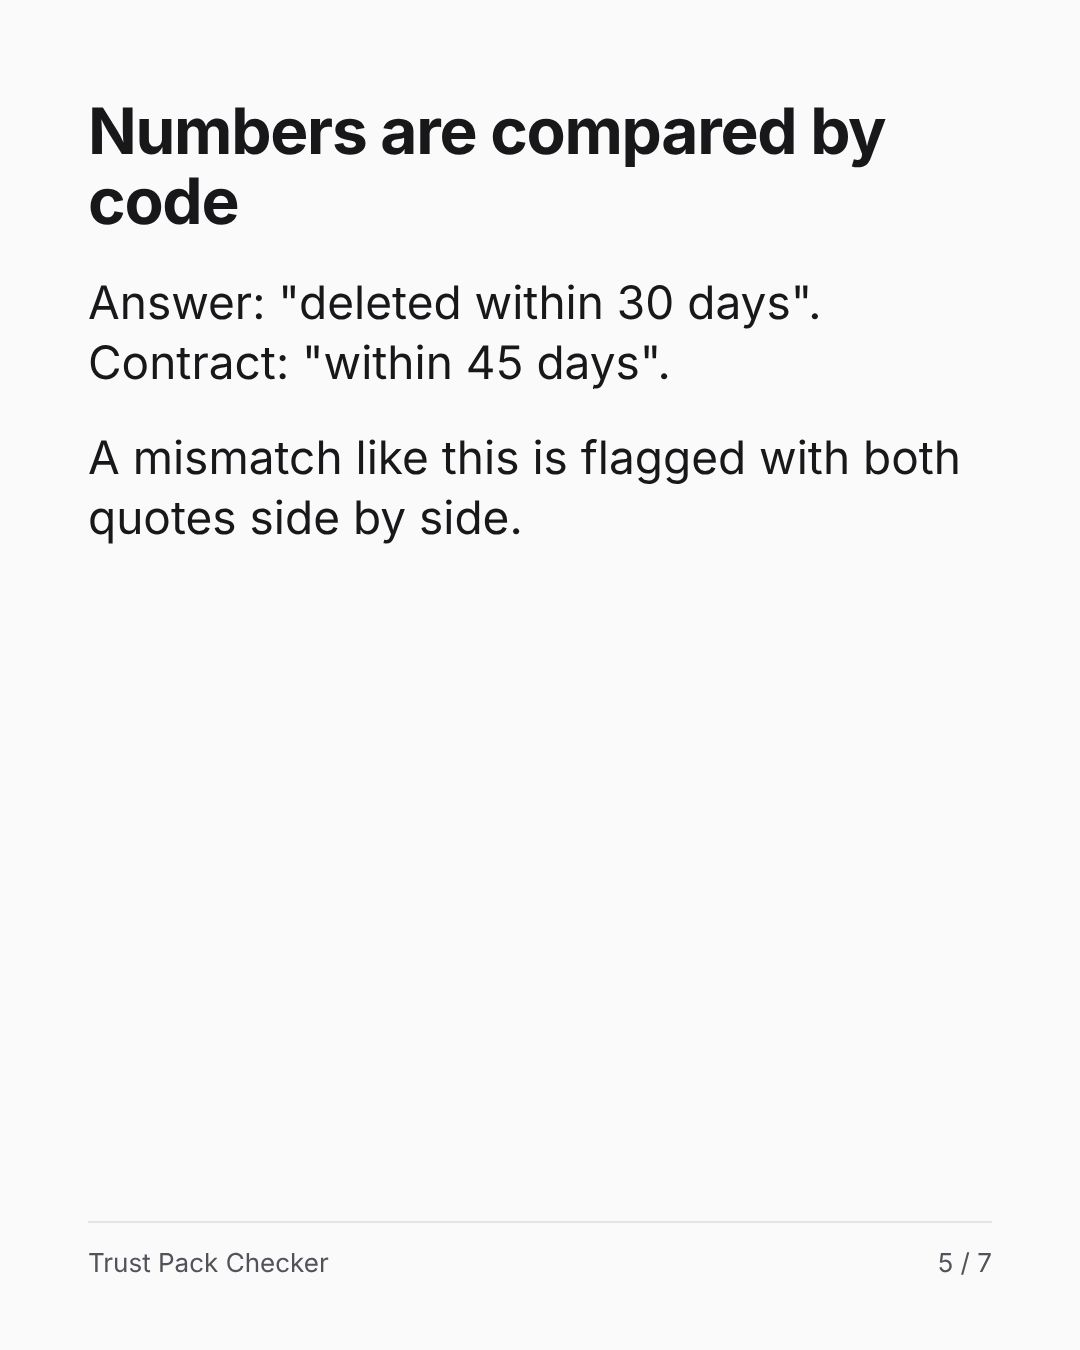 Numbers are compared by
code
Answer: "deleted within 30 days".
Contract: "within 45 days".
A mismatch like this is flagged with both
quotes side by side.
Trust Pack Checker
5 / 7